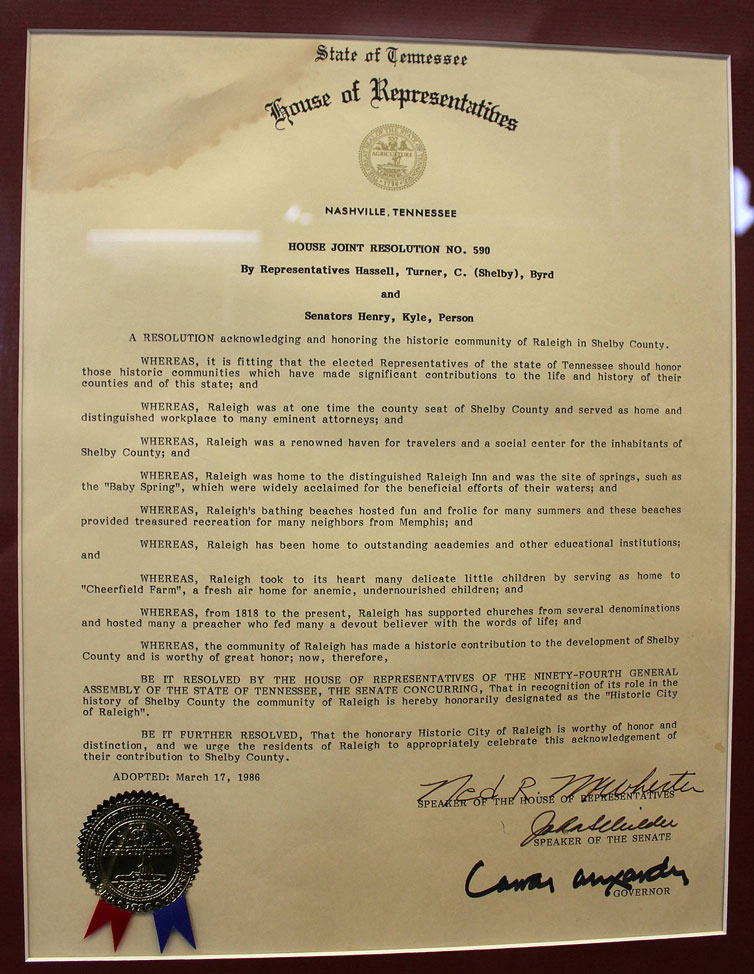 State of Tennessee
House of Representatives
AGRICULTURE
COMMERCE
1796
NASHVILLE, TENNESSEE
HOUSE JOINT RESOLUTION NO. 590
By Representatives Hassell, Turner, C. (Shelby), Byrd
and
Senators Henry, Kyle, Person
A RESOLUTION acknowledging and honoring the historic community of Raleigh in Shelby County.
WHEREAS, it is fitting that the elected Representatives of the state of Tennessee should honor
those historic communities which have made significant contributions to the life and history of their
counties and of this state; and
WHEREAS, Raleigh was at one time the county seat of Shelby County and served as home and
distinguished workplace to many eminent attorneys; and
WHEREAS, Raleigh was a renowned haven for travelers and a social center for the inhabitants of
Shelby County; and
WHEREAS, Raleigh was home to the distinguished Raleigh Inn and was the site of springs, such as
the "Baby Spring", which were widely acclaimed for the beneficial efforts of their waters; and
WHEREAS, Raleigh's bathing beaches hosted fun and frolic for many summers and these beaches
provided treasured recreation for many neighbors from Memphis; and
WHEREAS, Raleigh has been home to outstanding academies and other educational institutions;
and
WHEREAS, Raleigh took to its heart many delicate little children by serving as home to
"Cheerfield Farm", a fresh air home for anemic, undernourished children; and
WHEREAS, from 1818 to the present, Raleigh has supported churches from several denominations
and hosted many a preacher who fed many a devout believer with the words of life; and
WHEREAS, the community of Raleigh has made a historic contribution to the development of Shelby
County and is worthy of great honor; now, therefore,
BE IT RESOLVED BY THE HOUSE OF REPRESENTATIVES OF THE NINETY-FOURTH GENERAL
ASSEMBLY OF THE STATE OF TENNESSEE, THE SENATE CONCURRING, That in recognition of its role in the
history of Shelby County the community of Raleigh is hereby honorarily designated as the "Historic City
of Raleigh".
BE IT FURTHER RESOLVED, That the honorary Historic City of Raleigh is worthy of honor and
distinction, and we urge the residents of Raleigh to appropriately celebrate this acknowledgement of
their contribution to Shelby County.
ADOPTED: March 17, 1986
Ned R. McWherter
SPEAKER OF THE HOUSE OF REPRESENTATIVES
John S Wilder
SPEAKER OF THE SENATE
Lamar Alexander
GOVERNOR